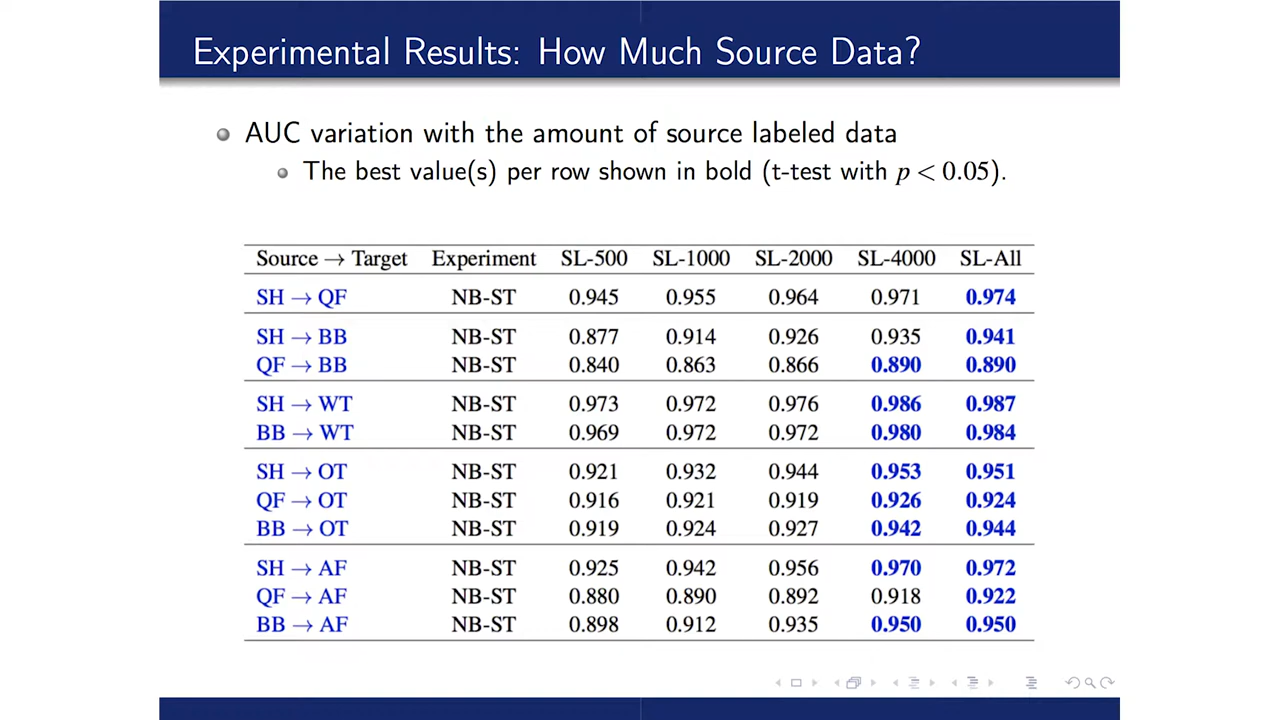 Experimental Results: How Much Source Data?
AUC variation with the amount of source labeled data
The best value(s) per row shown in bold (t-test with p < 0.05).
Source → Target Experiment SL-500 SL-1000 SL-2000 SL-4000 SL-All
SH → QF NB-ST 0.945 0.955 0.964 0.971 0.974
SH → BB NB-ST 0.877 0.914 0.926 0.935 0.941
QF → BB NB-ST 0.840 0.863 0.866 0.890 0.890
SH → WT NB-ST 0.973 0.972 0.976 0.986 0.987
BB → WT NB-ST 0.969 0.972 0.972 0.980 0.984
SH → OT NB-ST 0.921 0.932 0.944 0.953 0.951
QF → OT NB-ST 0.916 0.921 0.919 0.926 0.924
BB → OT NB-ST 0.919 0.924 0.927 0.942 0.944
SH → AF NB-ST 0.925 0.942 0.956 0.970 0.972
QF → AF NB-ST 0.880 0.890 0.892 0.918 0.922
BB → AF NB-ST 0.898 0.912 0.935 0.950 0.950